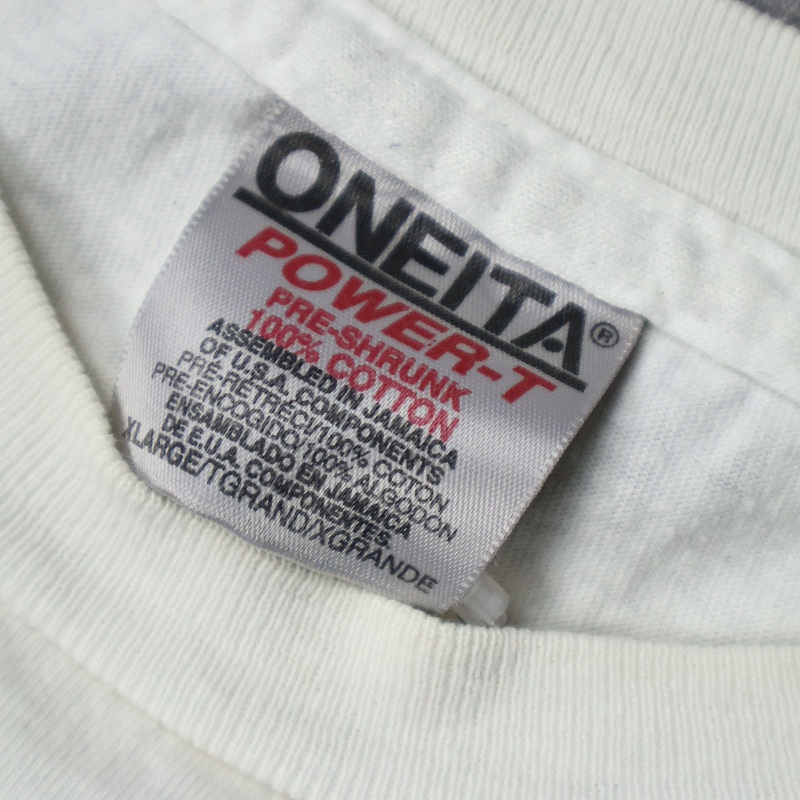 ONEITA®
POWER-T
PRE-SHRUNK
100% COTTON
ASSEMBLED IN JAMAICA
OF U.S.A. COMPONENTS
PRÉ-RÉTRÉCI/100% COTON
PRE-ENCOGIDO/100% ALGODÓN
ENSAMBLADO EN JAMAICA
DE E.U.A. COMPONENTES
XLARGE/TGRAND/XGRANDE